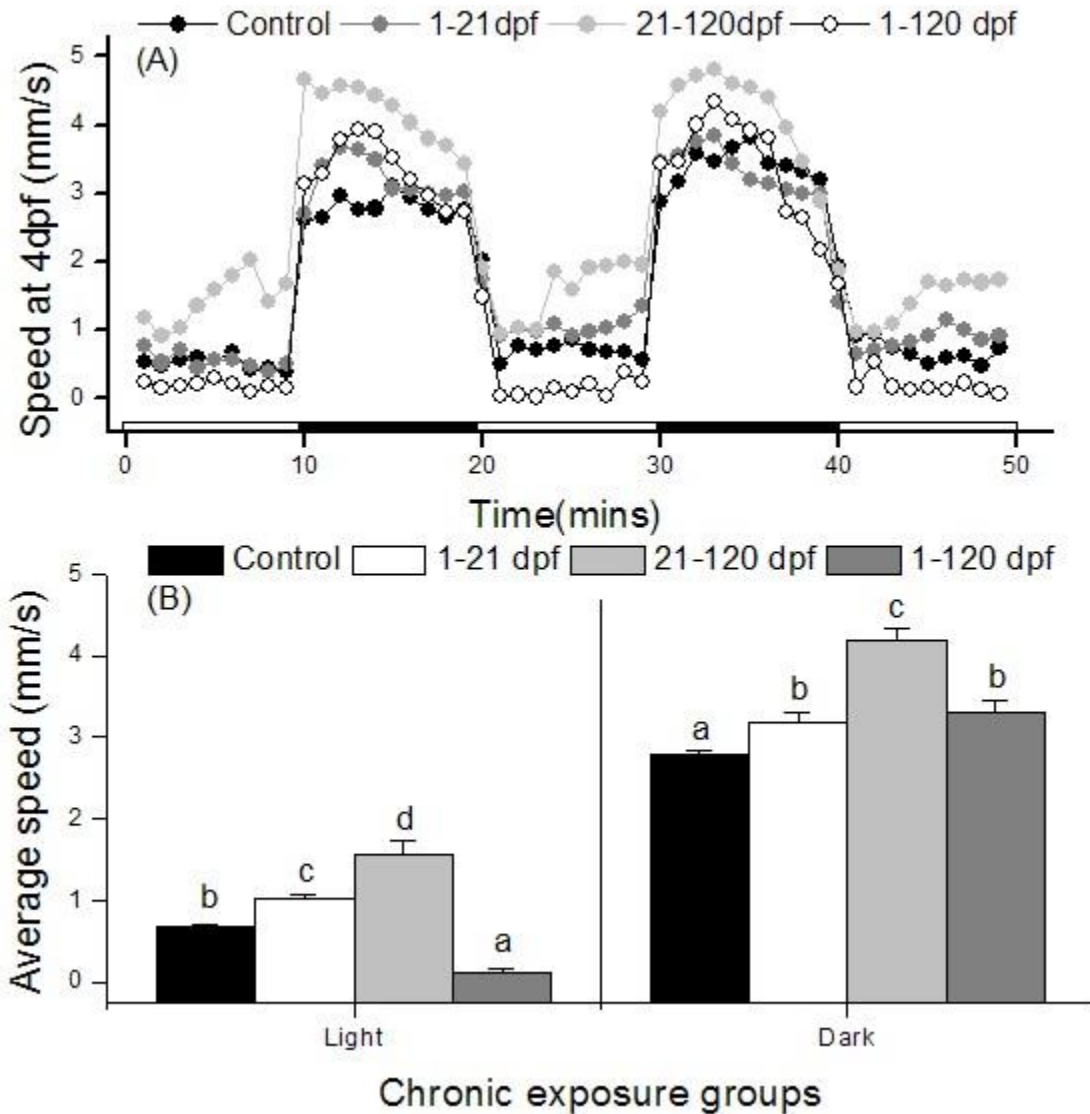 Control 1-21dpf 21-120dpf 1-120 dpf
(A)
Speed at 4dpf (mm/s)
5
4
3
2
1
0
0 10 20 30 40 50
Time(mins)
Control 1-21 dpf 21-120 dpf 1-120 dpf
(B)
Average speed (mm/s)
5
4
3
2
1
0
b c d a
a b c b
Light Dark
Chronic exposure groups